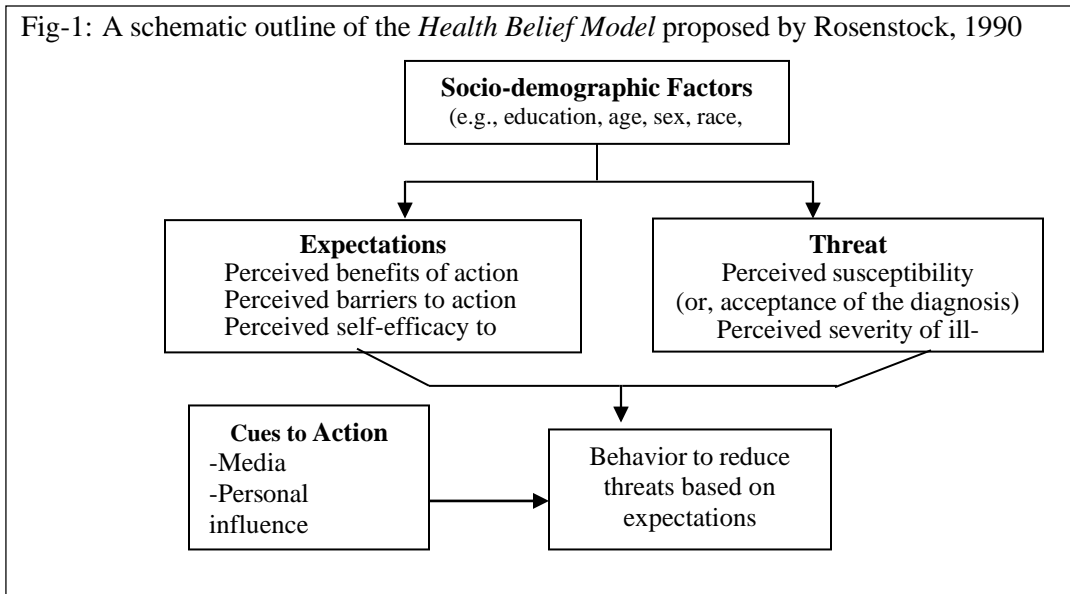 Fig-1: A schematic outline of the Health Belief Model proposed by Rosenstock, 1990
Socio-demographic Factors
(e.g., education, age, sex, race,
Expectations
Perceived benefits of action
Perceived barriers to action
Perceived self-efficacy to
Threat
Perceived susceptibility
(or, acceptance of the diagnosis)
Perceived severity of ill-
Cues to Action
-Media
-Personal
influence
Behavior to reduce
threats based on
expectations